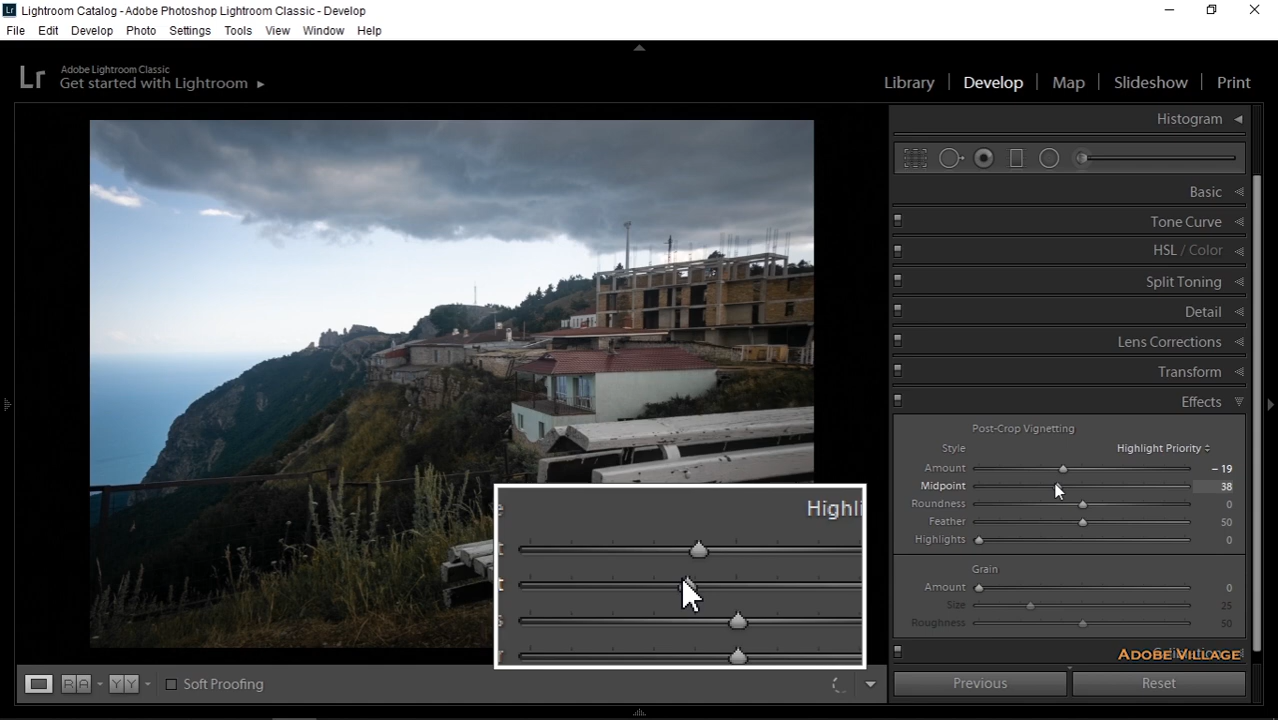 Lightroom Catalog - Adobe Photoshop Lightroom Classic - Develop
File Edit Develop Photo Settings Tools View Window Help
Lr
Adobe Lightroom Classic
Get started with Lightroom
Library Develop Map Slideshow Print
Histogram
Basic
Tone Curve
HSL / Color
Split Toning
Detail
Lens Corrections
Transform
Effects
Post-Crop Vignetting
Style Highlight Priority
Amount – 19
Midpoint 38
Roundness 0
Feather 50
Highlights 0
Grain
Amount 0
Size 25
Roughness 50
Highli
ADOBE VILLAGE
RA YY Soft Proofing
Previous Reset